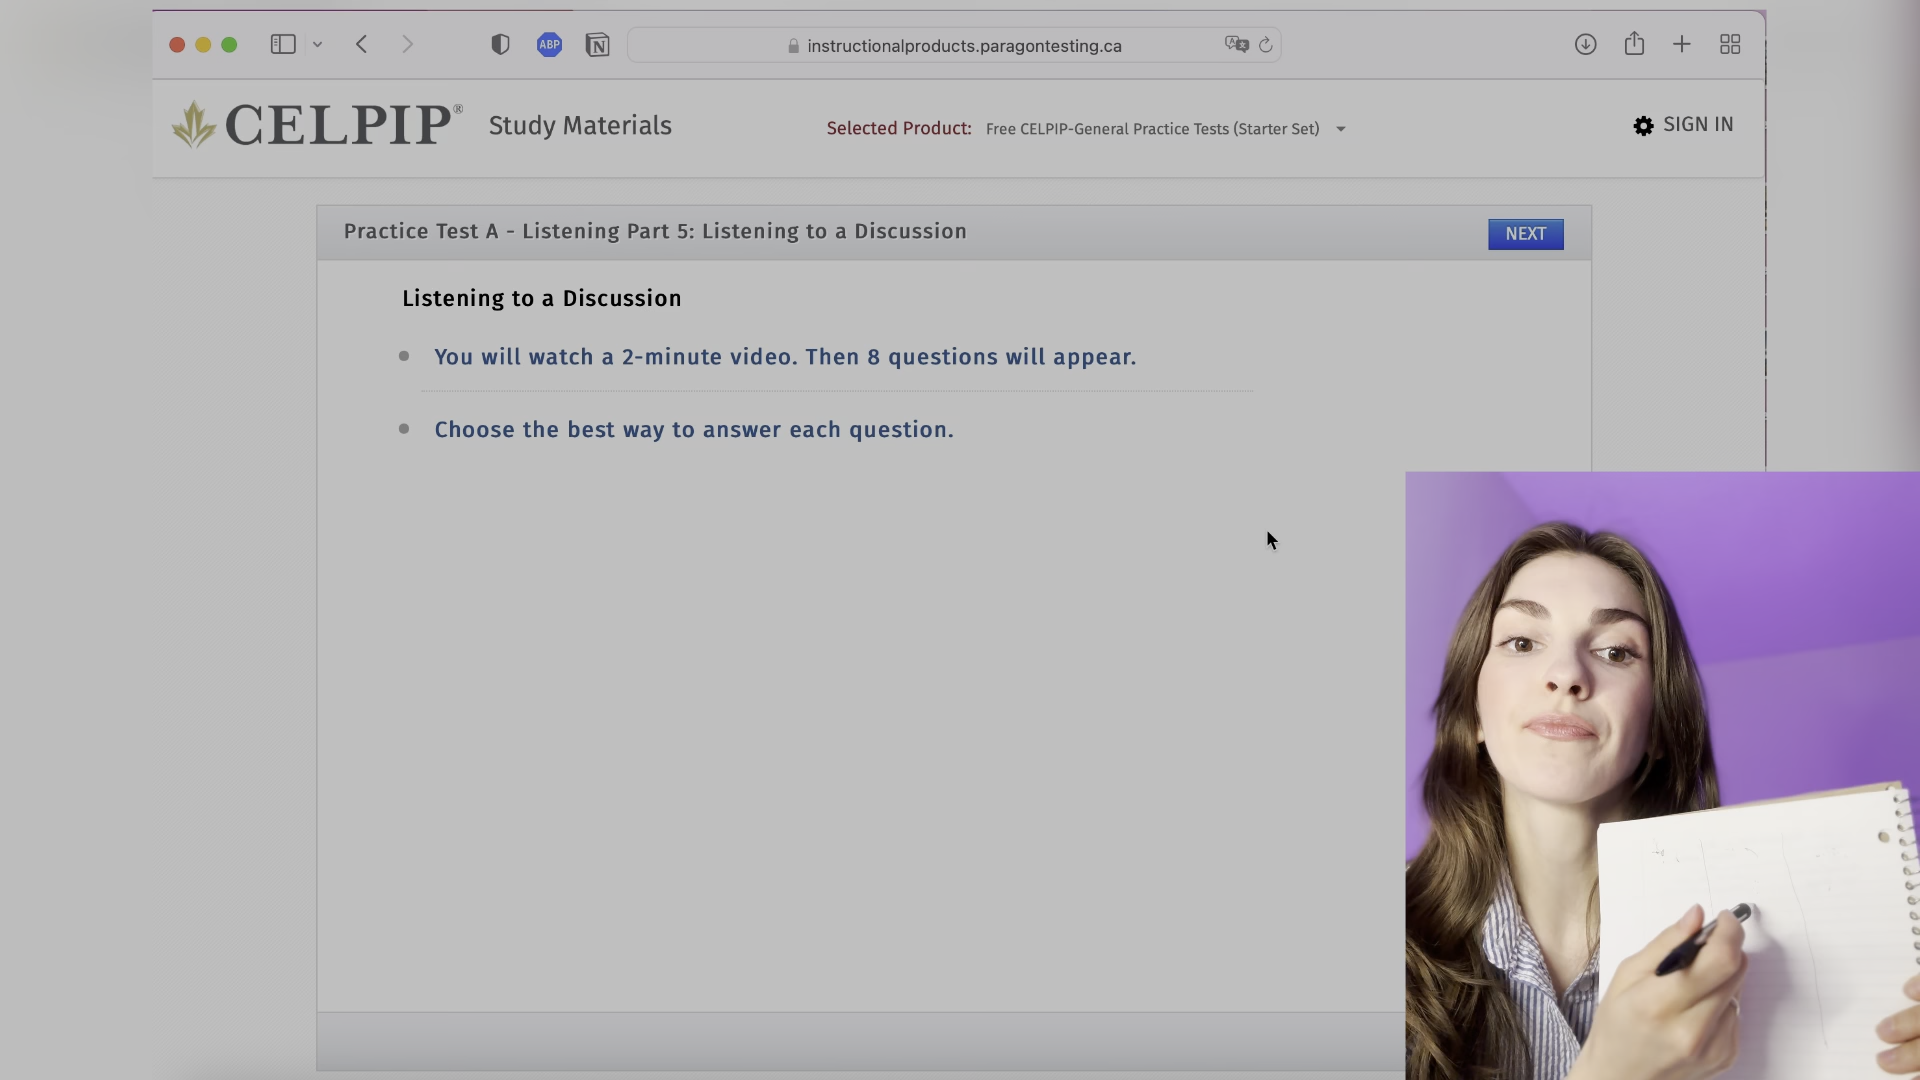 ABP
N
instructionalproducts.paragontesting.ca
CELPIP®
Study Materials
Selected Product: Free CELPIP-General Practice Tests (Starter Set)
SIGN IN
Practice Test A - Listening Part 5: Listening to a Discussion
NEXT
Listening to a Discussion
You will watch a 2-minute video. Then 8 questions will appear.
Choose the best way to answer each question.